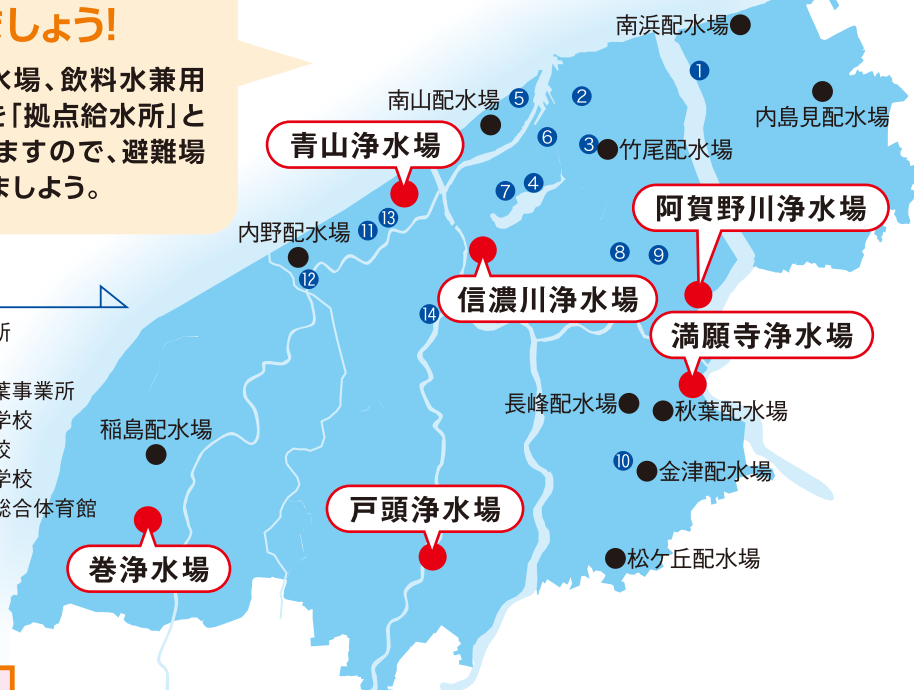 ましょう!
水場、飲料水兼用
を「拠点給水所」と
ますので、避難場
ましょう。
南浜配水場
①
②
内島見配水場
南山配水場
⑤
⑥
③
竹尾配水場
青山浄水場
⑦
④
阿賀野川浄水場
内野配水場
⑪
⑬
⑧
⑨
⑫
信濃川浄水場
⑭
満願寺浄水場
所
葉事業所
学校
校
学校
総合体育館
長峰配水場
秋葉配水場
稲島配水場
⑩
金津配水場
戸頭浄水場
巻浄水場
松ケ丘配水場